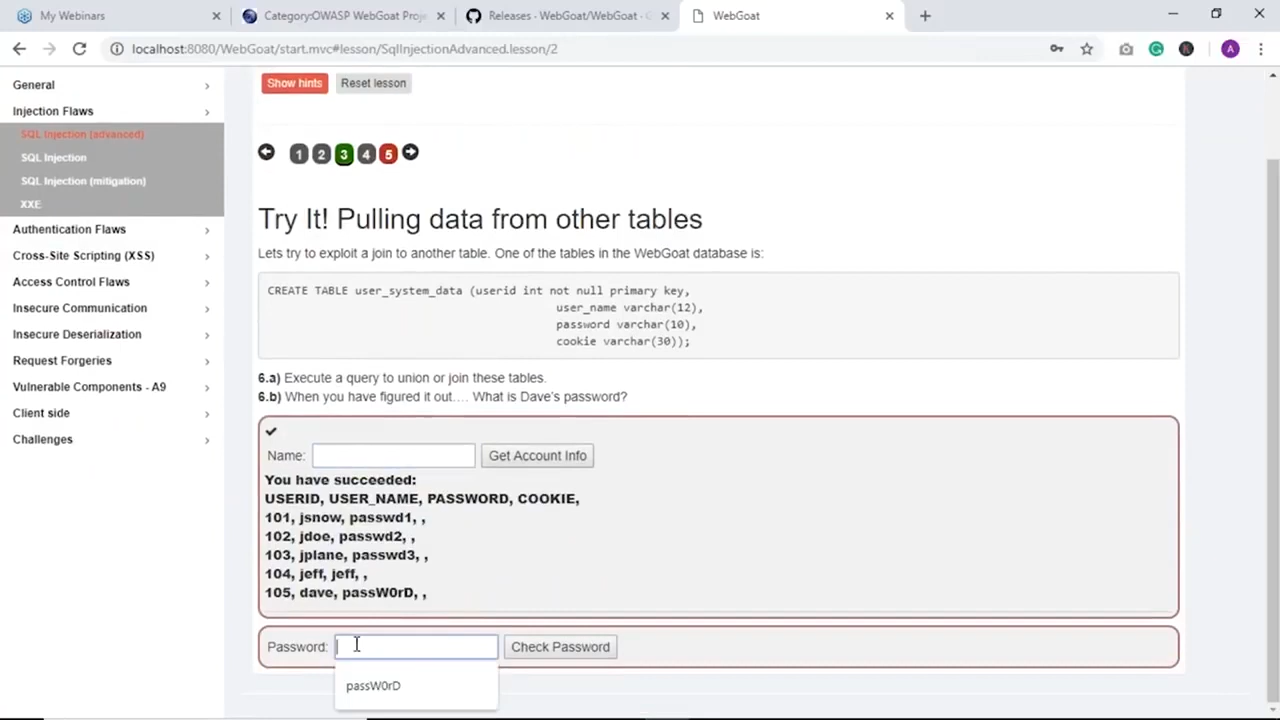 My Webinars
Category:OWASP WebGoat Proje
Releases · WebGoat/WebGoat · G
WebGoat
localhost:8080/WebGoat/start.mvc#lesson/SqlInjectionAdvanced.lesson/2
A
General
Injection Flaws
SQL Injection (advanced)
SQL Injection
SQL Injection (mitigation)
XXE
Authentication Flaws
Cross-Site Scripting (XSS)
Access Control Flaws
Insecure Communication
Insecure Deserialization
Request Forgeries
Vulnerable Components - A9
Client side
Challenges
Show hints Reset lesson
1 2 3 4 5
Try It! Pulling data from other tables
Lets try to exploit a join to another table. One of the tables in the WebGoat database is:
CREATE TABLE user_system_data (userid int not null primary key,
user_name varchar(12),
password varchar(10),
cookie varchar(30));
6.a) Execute a query to union or join these tables.
6.b) When you have figured it out.... What is Dave's password?
Name: Get Account Info
You have succeeded:
USERID, USER_NAME, PASSWORD, COOKIE,
101, jsnow, passwd1, ,
102, jdoe, passwd2, ,
103, jplane, passwd3, ,
104, jeff, jeff, ,
105, dave, passW0rD, ,
Password: Check Password
passW0rD